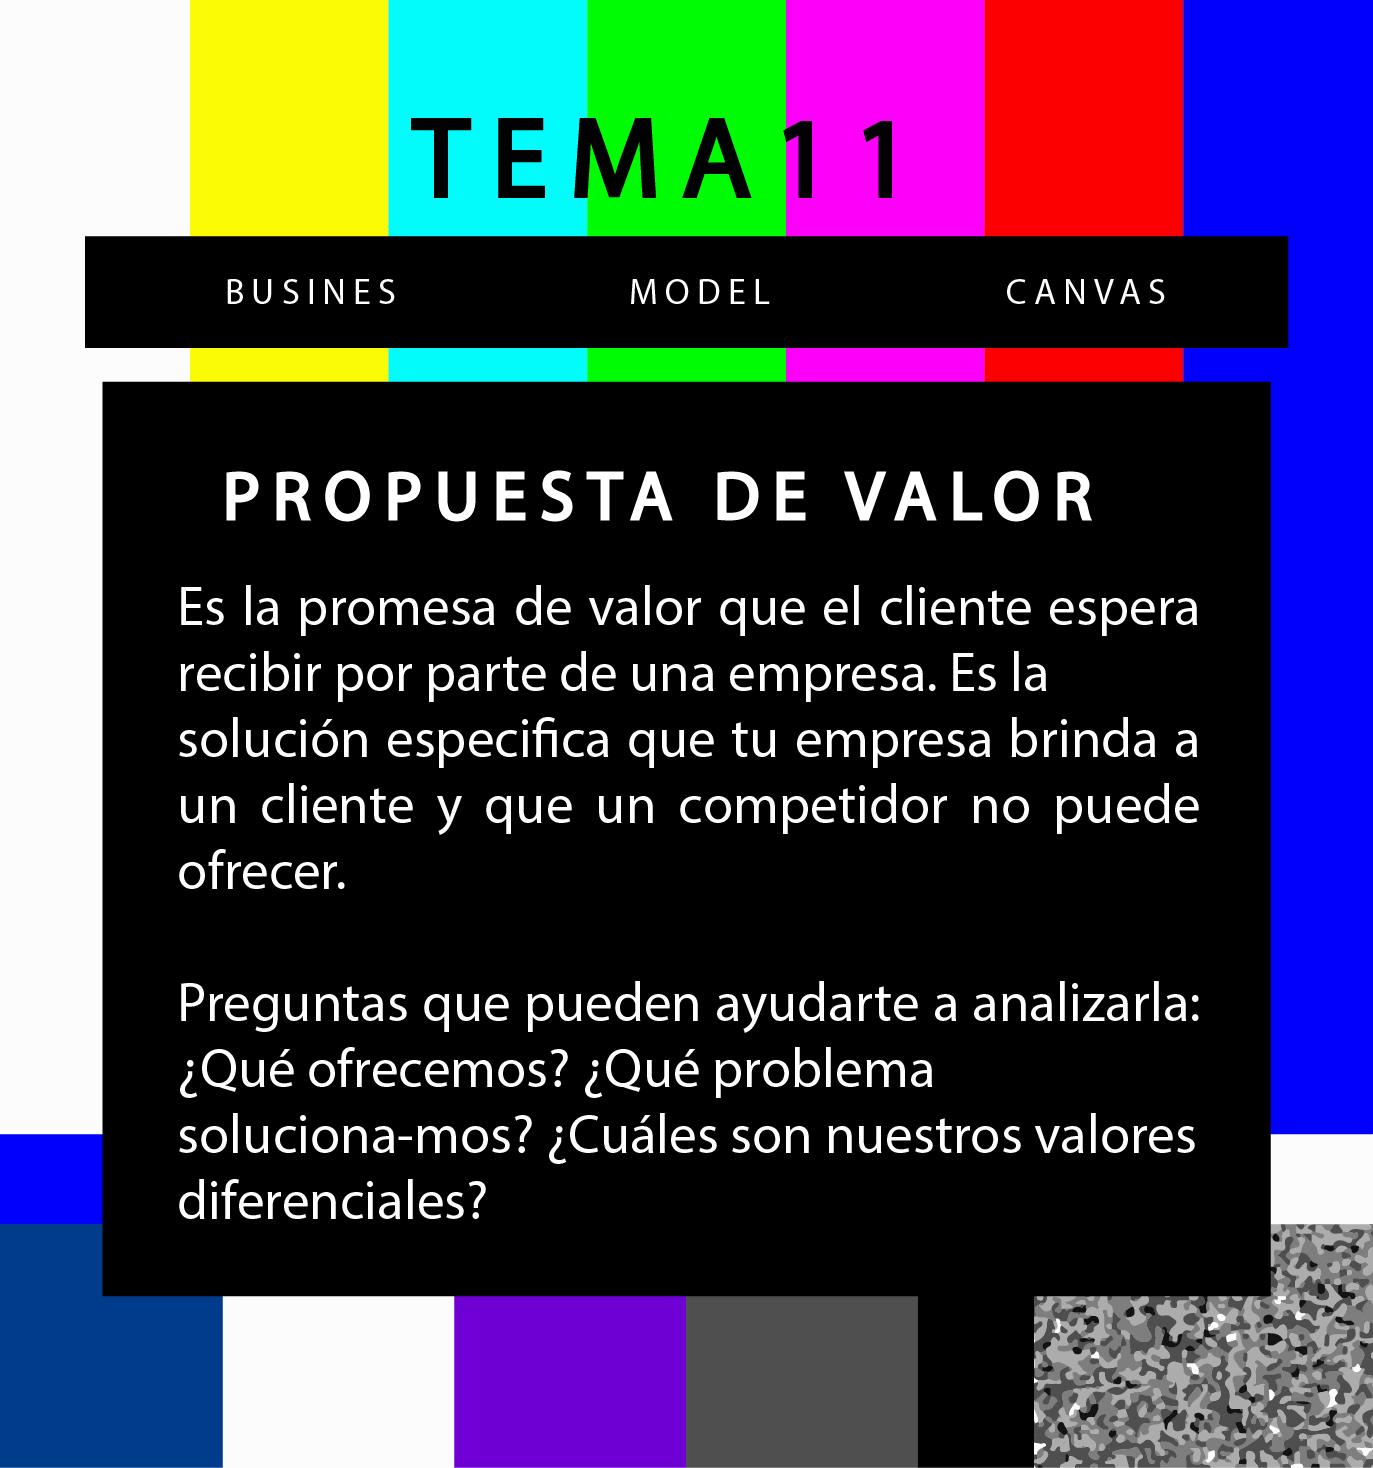 TEMA11
BUSINES MODEL CANVAS
PROPUESTA DE VALOR
Es la promesa de valor que el cliente espera
recibir por parte de una empresa. Es la
solución especifica que tu empresa brinda a
un cliente y que un competidor no puede
ofrecer.
Preguntas que pueden ayudarte a analizarla:
¿Qué ofrecemos? ¿Qué problema
soluciona-mos? ¿Cuáles son nuestros valores
diferenciales?